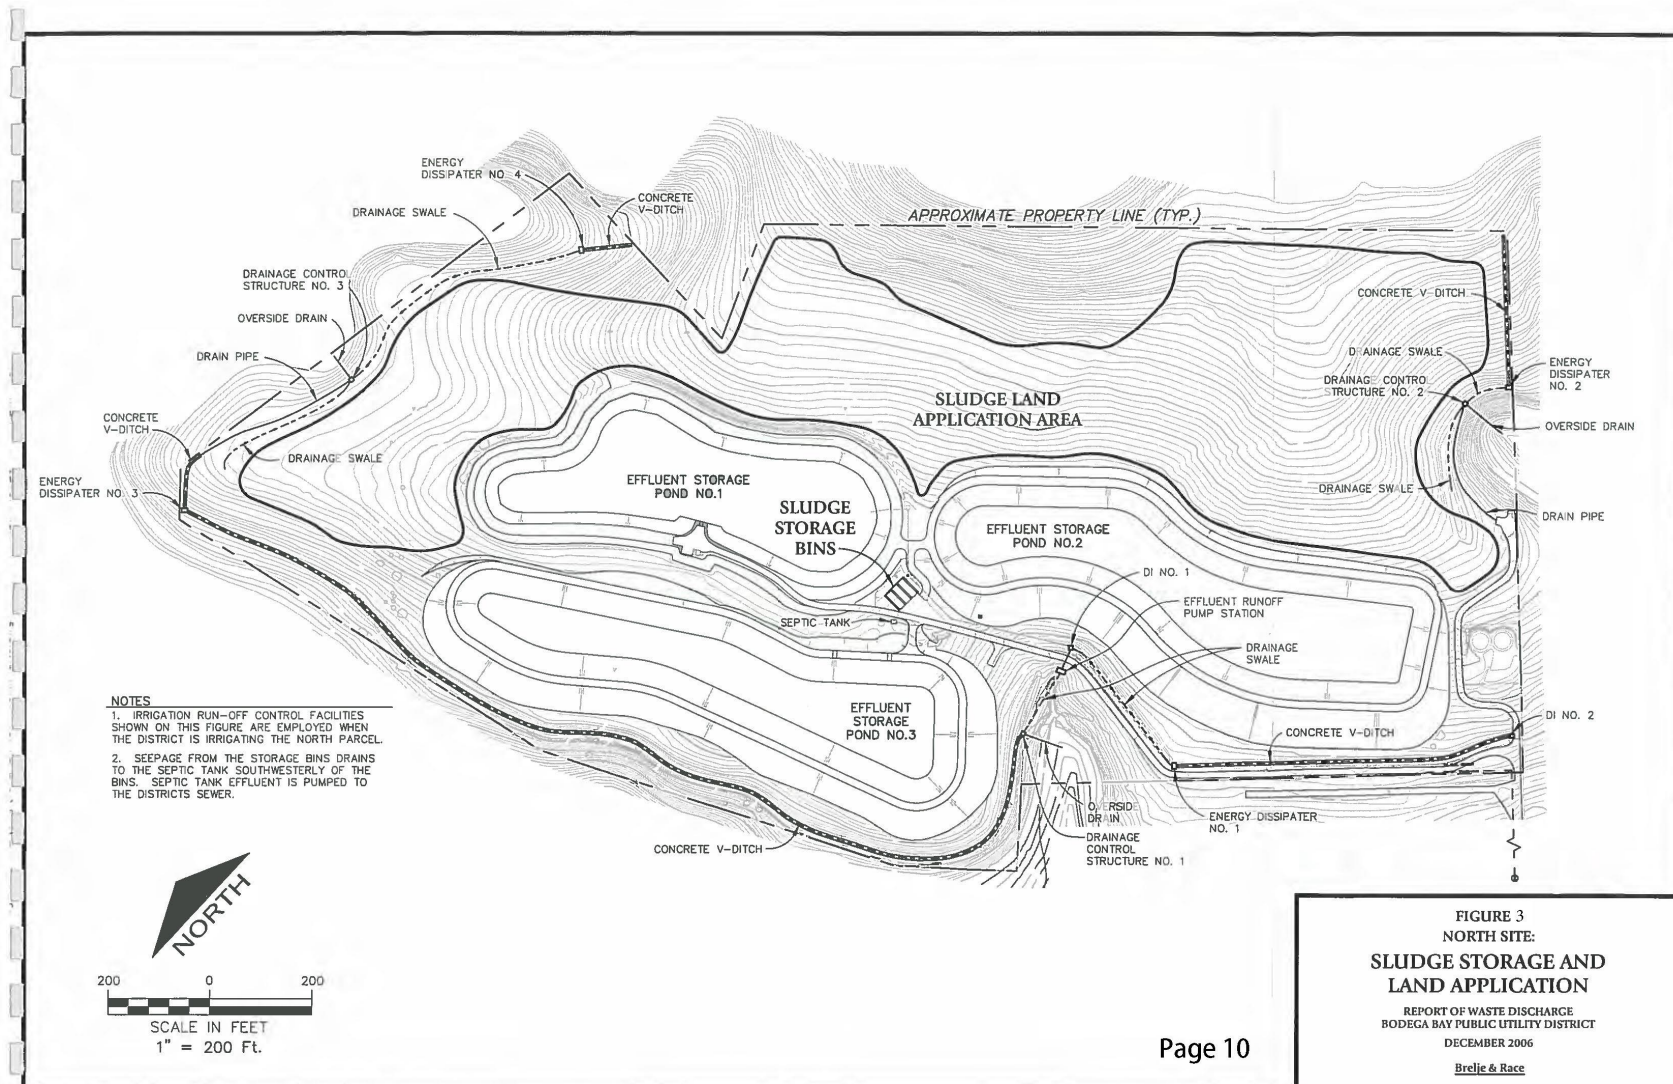 ENERGY
DISSIPATER NO. 4
CONCRETE
V-DITCH
DRAINAGE SWALE
APPROXIMATE PROPERTY LINE (TYP.)
DRAINAGE CONTROL
STRUCTURE NO. 3
OVERSIDE DRAIN
DRAIN PIPE
CONCRETE
V-DITCH
DRAINAGE SWALE
ENERGY
DISSIPATER NO. 3
CONCRETE V-DITCH
DRAINAGE SWALE
ENERGY
DISSIPATER
NO. 2
DRAINAGE CONTROL
STRUCTURE NO. 2
OVERSIDE DRAIN
DRAINAGE SWALE
DRAIN PIPE
SLUDGE LAND
APPLICATION AREA
EFFLUENT STORAGE
POND NO.1
SLUDGE
STORAGE
BINS
EFFLUENT STORAGE
POND NO.2
DI NO. 1
EFFLUENT RUNOFF
PUMP STATION
SEPTIC TANK
DRAINAGE
SWALE
EFFLUENT
STORAGE
POND NO.3
DI NO. 2
CONCRETE V-DITCH
OVERSIDE
DRAIN
ENERGY DISSIPATER
NO. 1
DRAINAGE
CONTROL
STRUCTURE NO. 1
CONCRETE V-DITCH
NOTES
1. IRRIGATION RUN-OFF CONTROL FACILITIES
SHOWN ON THIS FIGURE ARE EMPLOYED WHEN
THE DISTRICT IS IRRIGATING THE NORTH PARCEL.
2. SEEPAGE FROM THE STORAGE BINS DRAINS
TO THE SEPTIC TANK SOUTHWESTERLY OF THE
BINS. SEPTIC TANK EFFLUENT IS PUMPED TO
THE DISTRICTS SEWER.
NORTH
200 0 200
SCALE IN FEET
1" = 200 Ft.
Page 10
FIGURE 3
NORTH SITE:
SLUDGE STORAGE AND
LAND APPLICATION
REPORT OF WASTE DISCHARGE
BODEGA BAY PUBLIC UTILITY DISTRICT
DECEMBER 2006
Brelje & Race